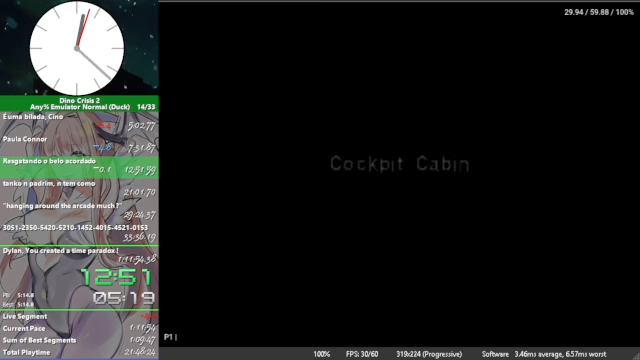 29.94 / 59.88 / 100%
Dino Crisis 2
Any% Emulator Normal (Duck) 14/33
É uma bilada, Cino
5:02.77
Paula Connor
7:31.87
Resgatando o belo acordado
−0.1 12:51.59
tanko n padrim, n tem como
21:01.70
"hanging around the arcade much?"
29:24.37
3051-2350-5420-5210-1452-4015-4521-0153
33:36.19
Dylan, You created a time paradox !
1:11:54.38
12:51
05:19
PB: 5:14.8
Best: 5:14.8
Live Segment
Current Pace 1:11:54
Sum of Best Segments 1:09:47
Total Playtime 21:48:24
Cockpit Cabin
P1 |
100% FPS: 30/60 319x224 (Progressive) Software 3.46ms average, 6.57ms worst